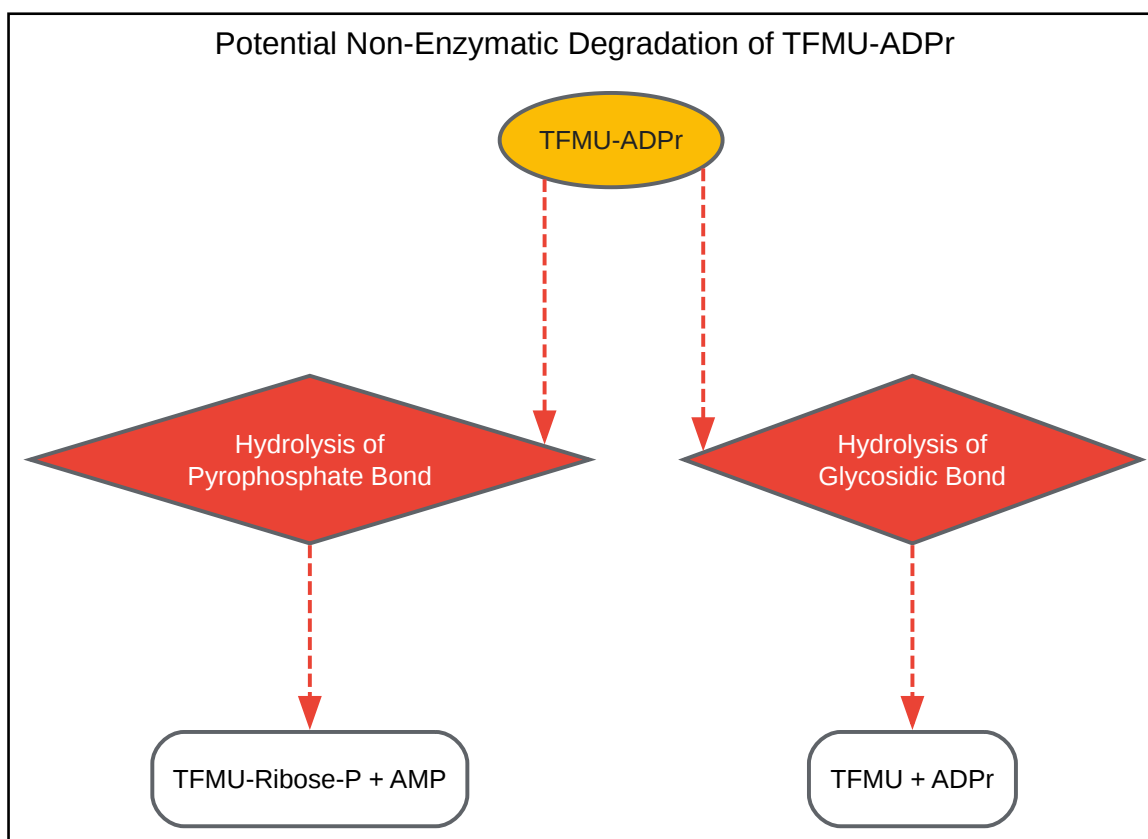 Potential Non-Enzymatic Degradation of TFMU-ADPr
TFMU-ADPr
Hydrolysis of
Pyrophosphate Bond
Hydrolysis of
Glycosidic Bond
TFMU-Ribose-P + AMP
TFMU + ADPr